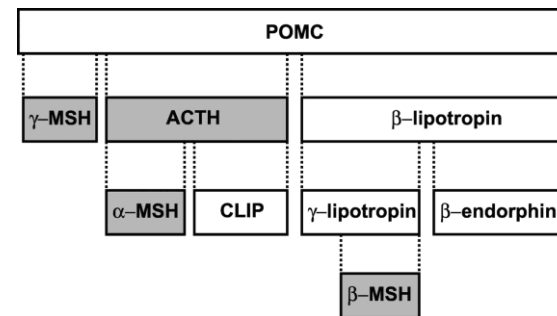 POMC
γ–MSH
ACTH
β–lipotropin
α–MSH
CLIP
γ–lipotropin
β–endorphin
β–MSH